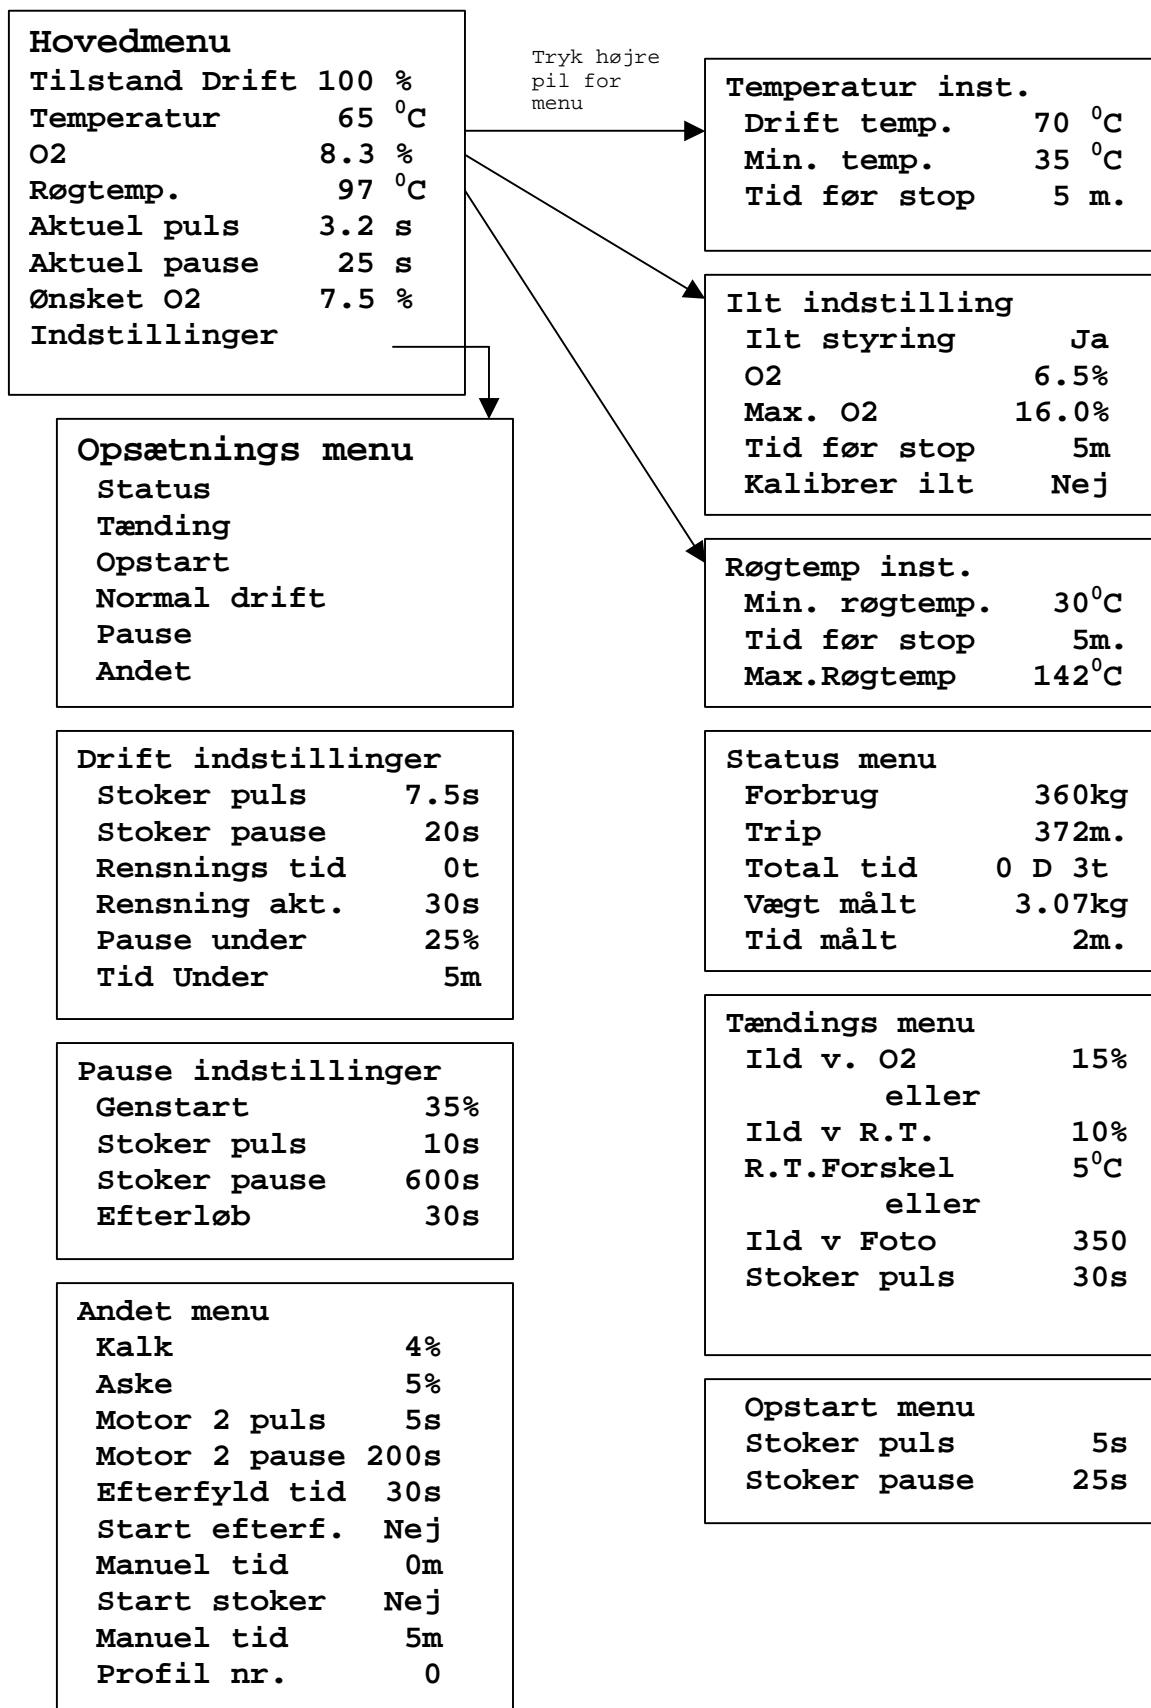 Hovedmenu
Tilstand Drift 100 %
Temperatur 65 ⁰C
O2 8.3 %
Røgtemp. 97 ⁰C
Aktuel puls 3.2 s
Aktuel pause 25 s
Ønsket O2 7.5 %
Indstillinger
Tryk højre
pil for
menu
Temperatur inst.
Drift temp. 70 ⁰C
Min. temp. 35 ⁰C
Tid før stop 5 m.
Ilt indstilling
Ilt styring Ja
O2 6.5%
Max. O2 16.0%
Tid før stop 5m
Kalibrer ilt Nej
Opsætnings menu
Status
Tænding
Opstart
Normal drift
Pause
Andet
Røgtemp inst.
Min. røgtemp. 30⁰C
Tid før stop 5m.
Max.Røgtemp 142⁰C
Drift indstillinger
Stoker puls 7.5s
Stoker pause 20s
Rensnings tid 0t
Rensning akt. 30s
Pause under 25%
Tid Under 5m
Status menu
Forbrug 360kg
Trip 372m.
Total tid 0 D 3t
Vægt målt 3.07kg
Tid målt 2m.
Pause indstillinger
Genstart 35%
Stoker puls 10s
Stoker pause 600s
Efterløb 30s
Tændings menu
Ild v. O2 15%
eller
Ild v R.T. 10%
R.T.Forskel 5⁰C
eller
Ild v Foto 350
Stoker puls 30s
Andet menu
Kalk 4%
Aske 5%
Motor 2 puls 5s
Motor 2 pause 200s
Efterfyld tid 30s
Start efterf. Nej
Manuel tid 0m
Start stoker Nej
Manuel tid 5m
Profil nr. 0
Opstart menu
Stoker puls 5s
Stoker pause 25s